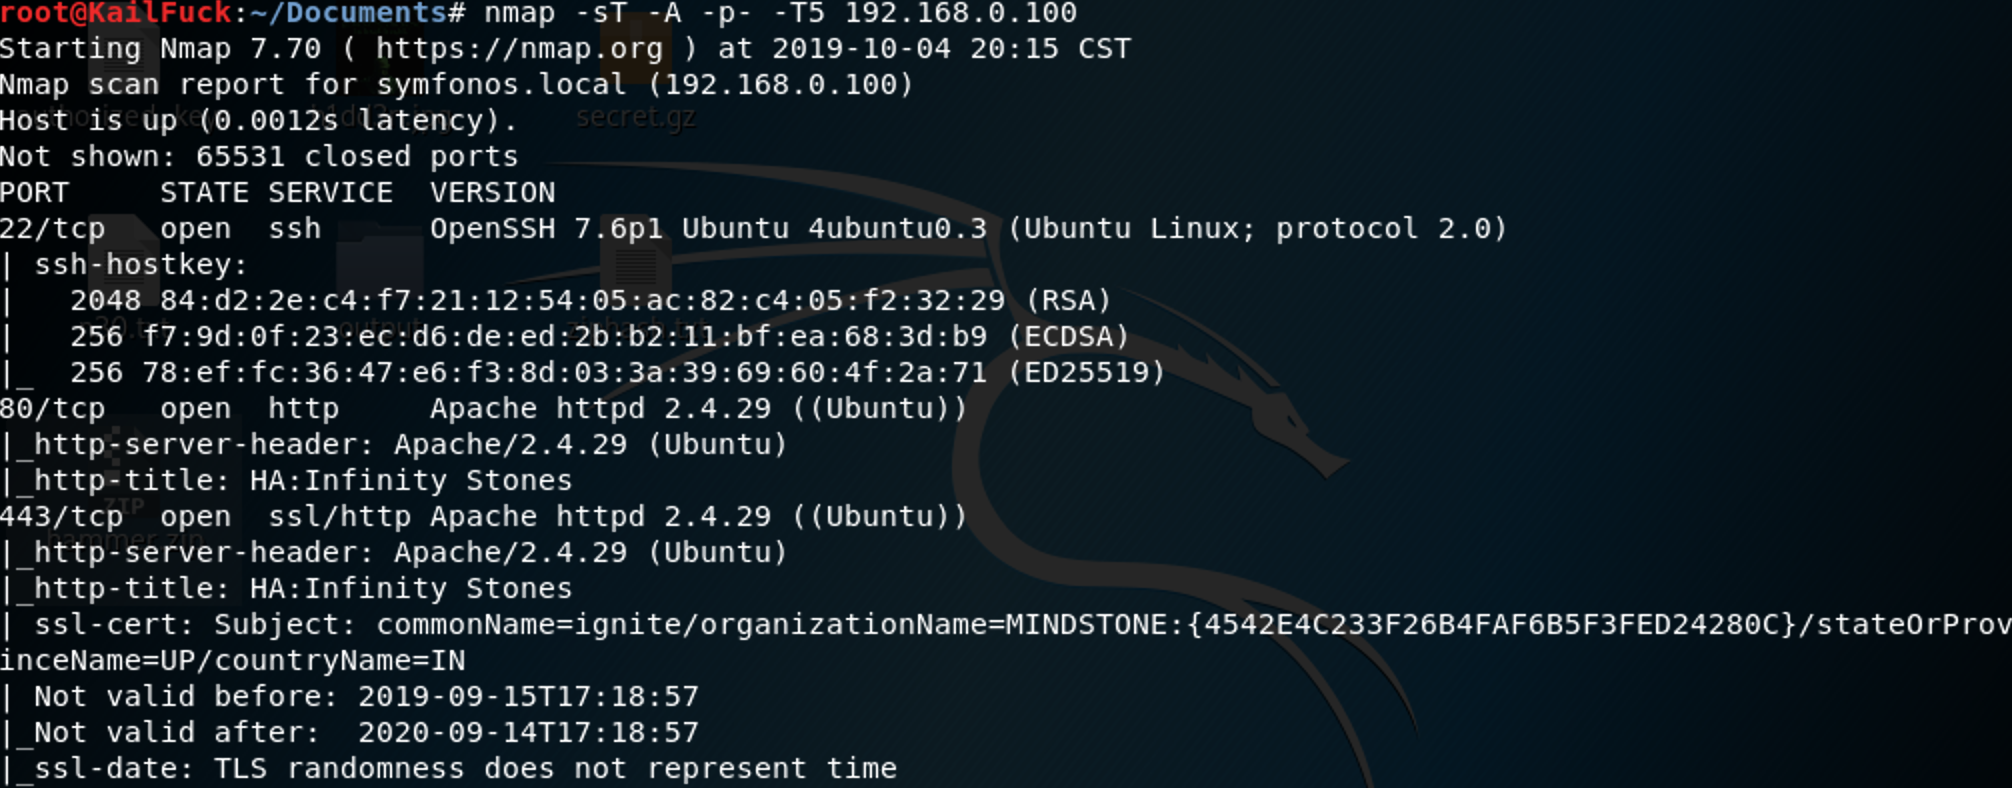 root@KailFuck:~/Documents# nmap -sT -A -p- -T5 192.168.0.100
Starting Nmap 7.70 ( https://nmap.org ) at 2019-10-04 20:15 CST
Nmap scan report for symfonos.local (192.168.0.100)
Host is up (0.0012s latency).
secret.gz
Not shown: 65531 closed ports
PORT     STATE SERVICE  VERSION
22/tcp   open  ssh      OpenSSH 7.6p1 Ubuntu 4ubuntu0.3 (Ubuntu Linux; protocol 2.0)
| ssh-hostkey:
|   2048 84:d2:2e:c4:f7:21:12:54:05:ac:82:c4:05:f2:32:29 (RSA)
|   256 f7:9d:0f:23:ec:d6:de:ed:2b:b2:11:bf:ea:68:3d:b9 (ECDSA)
|_  256 78:ef:fc:36:47:e6:f3:8d:03:3a:39:69:60:4f:2a:71 (ED25519)
80/tcp   open  http     Apache httpd 2.4.29 ((Ubuntu))
|_http-server-header: Apache/2.4.29 (Ubuntu)
|_http-title: HA:Infinity Stones
ZIP
443/tcp  open  ssl/http Apache httpd 2.4.29 ((Ubuntu))
hammer.zip
|_http-server-header: Apache/2.4.29 (Ubuntu)
|_http-title: HA:Infinity Stones
| ssl-cert: Subject: commonName=ignite/organizationName=MINDSTONE:{4542E4C233F26B4FAF6B5F3FED24280C}/stateOrProv
inceName=UP/countryName=IN
| Not valid before: 2019-09-15T17:18:57
|_Not valid after:  2020-09-14T17:18:57
|_ssl-date: TLS randomness does not represent time